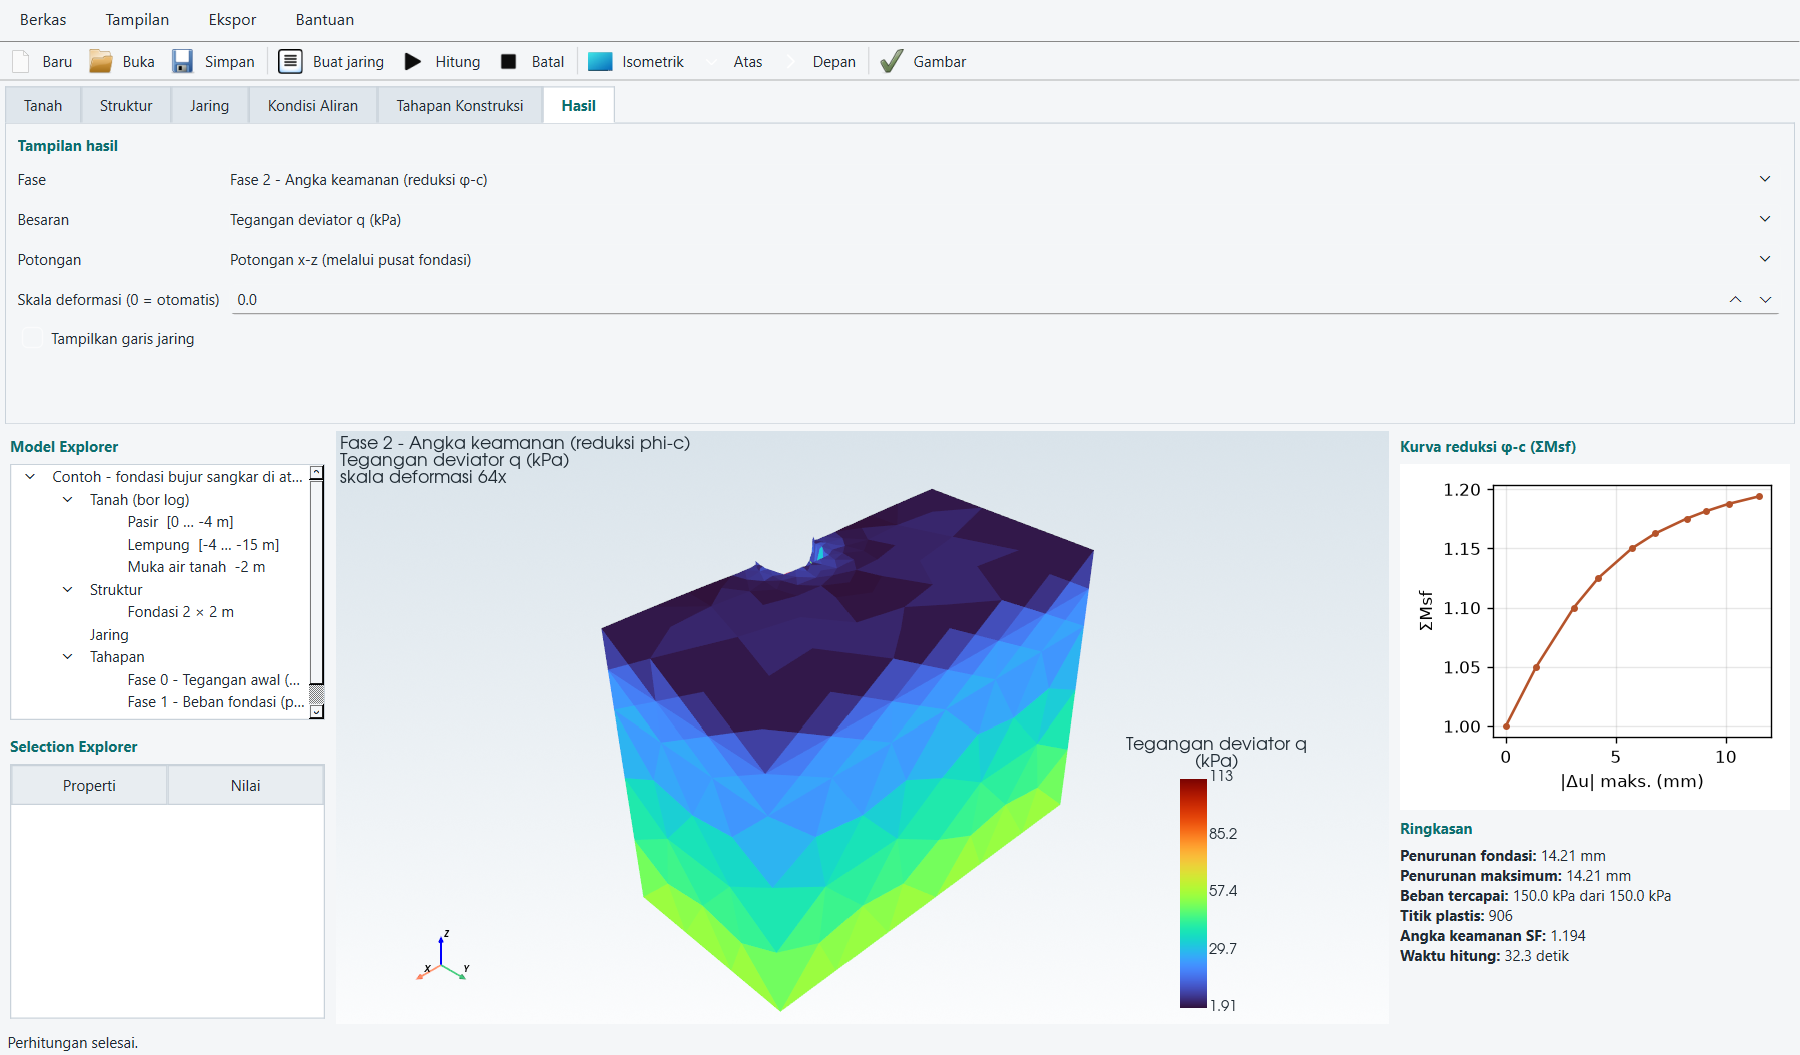 Berkas Tampilan Ekspor Bantuan
Baru Buka Simpan Buat jaring Hitung Batal Isometrik Atas Depan Gambar
Tanah Struktur Jaring Kondisi Aliran Tahapan Konstruksi Hasil
Tampilan hasil
Fase Fase 2 - Angka keamanan (reduksi φ-c)
Besaran Tegangan deviator q (kPa)
Potongan Potongan x-z (melalui pusat fondasi)
Skala deformasi (0 = otomatis) 0.0
Tampilkan garis jaring
Model Explorer
Contoh - fondasi bujur sangkar di at...
Tanah (bor log)
Pasir [0 ... -4 m]
Lempung [-4 ... -15 m]
Muka air tanah -2 m
Struktur
Fondasi 2 × 2 m
Jaring
Tahapan
Fase 0 - Tegangan awal (...
Fase 1 - Beban fondasi (p...
Selection Explorer
Properti Nilai
Fase 2 - Angka keamanan (reduksi phi-c)
Tegangan deviator q (kPa)
skala deformasi 64x
Tegangan deviator q
(kPa)
113
85.2
57.4
29.7
1.91
Z
X Y
Kurva reduksi φ-c (ΣMsf)
1.20
1.15
1.10
1.05
1.00
ΣMsf
0 5 10
|Δu| maks. (mm)
Ringkasan
Penurunan fondasi: 14.21 mm
Penurunan maksimum: 14.21 mm
Beban tercapai: 150.0 kPa dari 150.0 kPa
Titik plastis: 906
Angka keamanan SF: 1.194
Waktu hitung: 32.3 detik
Perhitungan selesai.